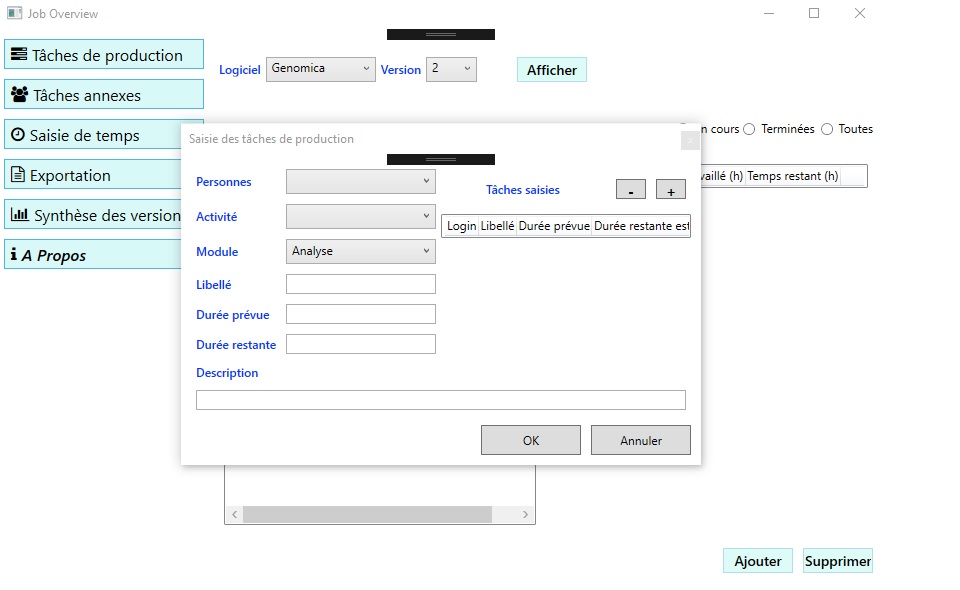 Job Overview
Tâches de production
Tâches annexes
Saisie de temps
Exportation
Synthèse des version
i A Propos
Logiciel Genomica Version 2 Afficher
cours Terminées Toutes
vaillé (h) Temps restant (h)
Saisie des tâches de production
Personnes
Activité
Module Analyse
Libellé
Durée prévue
Durée restante
Description
Tâches saisies - +
Login Libellé Durée prévue Durée restante est
OK Annuler
Ajouter Supprimer